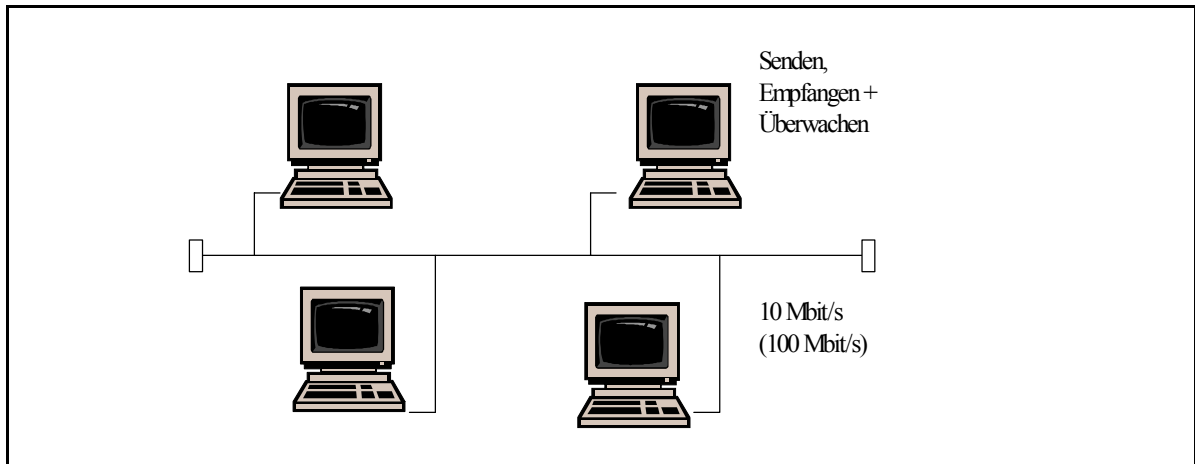 Senden,
Empfangen +
Überwachen
10 Mbit/s
(100 Mbit/s)